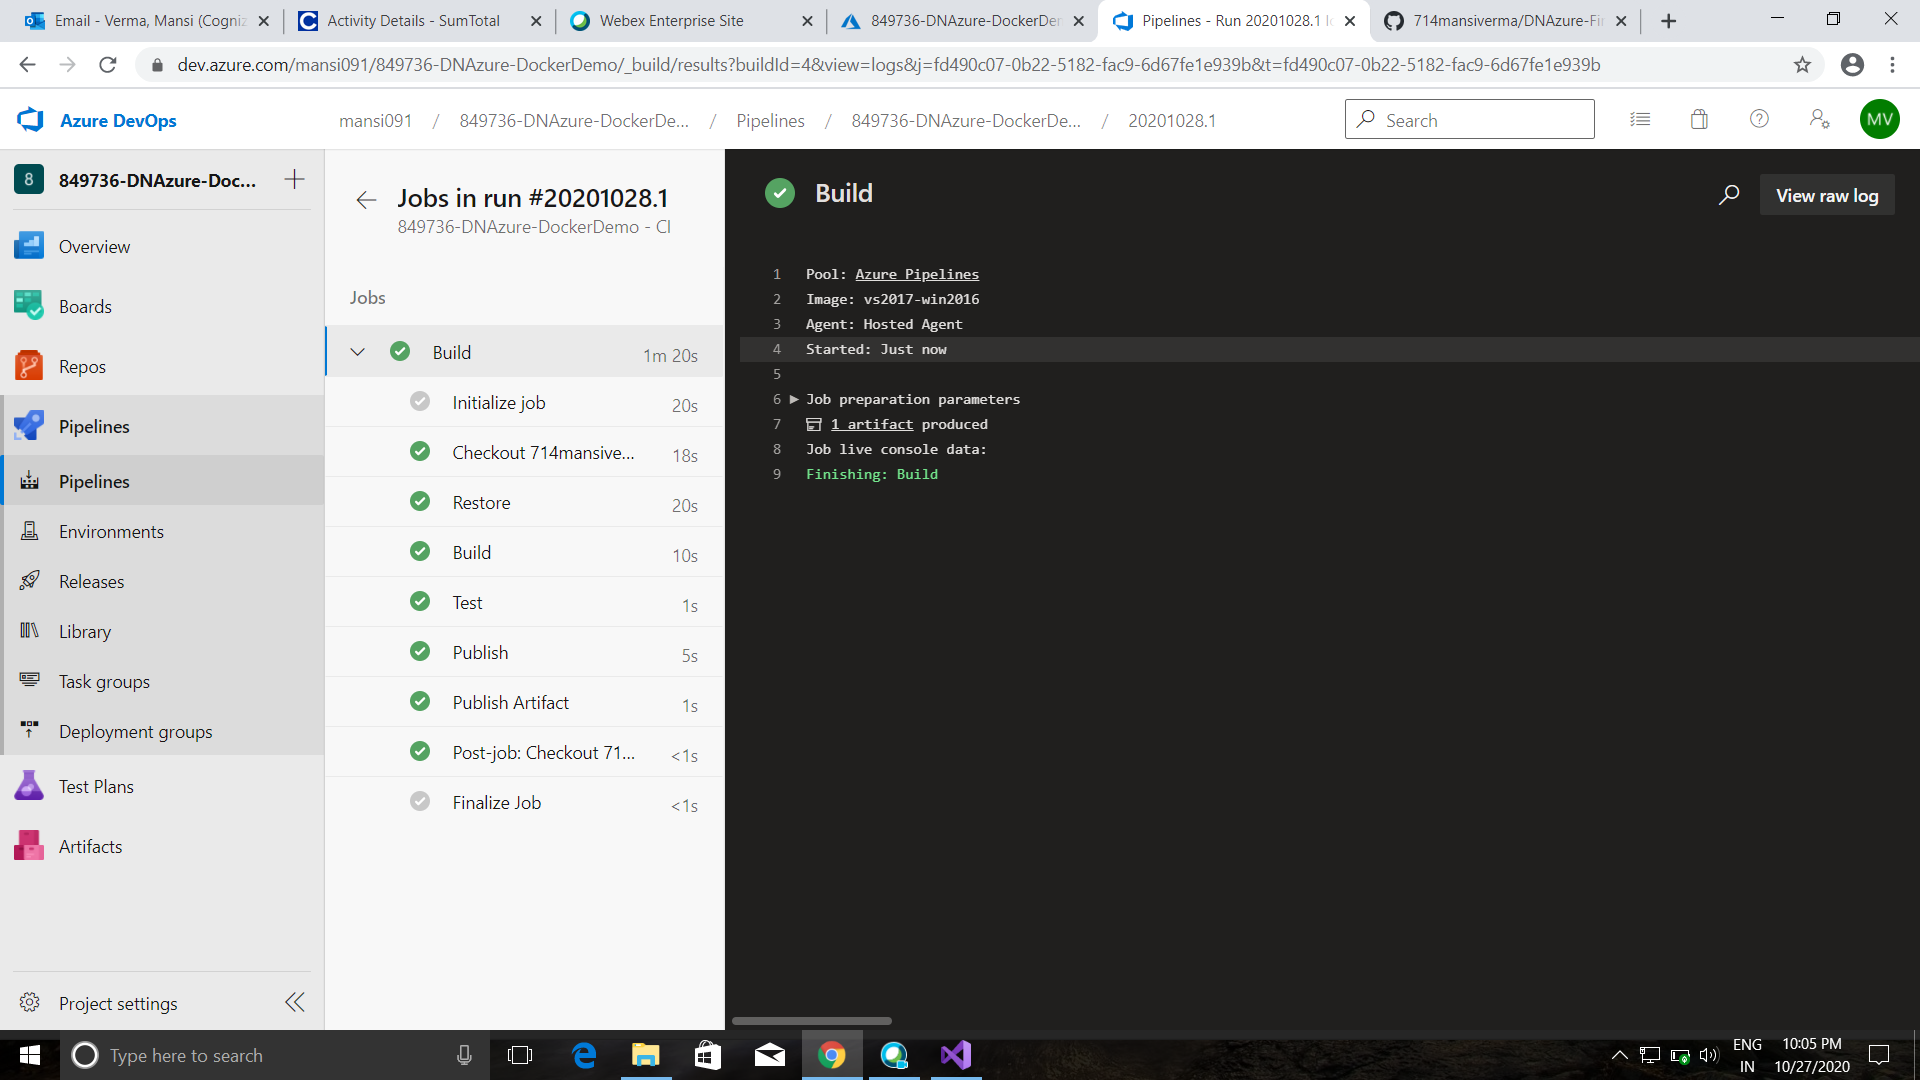 Email - Verma, Mansi (Cogniz
Activity Details - SumTotal
Webex Enterprise Site
849736-DNAzure-DockerDem
Pipelines - Run 20201028.1 lo
714mansiverma/DNAzure-Fir
dev.azure.com/mansi091/849736-DNAzure-DockerDemo/_build/results?buildId=4&view=logs&j=fd490c07-0b22-5182-fac9-6d67fe1e939b&t=fd490c07-0b22-5182-fac9-6d67fe1e939b
Azure DevOps
mansi091 / 849736-DNAzure-DockerDe... / Pipelines / 849736-DNAzure-DockerDe... / 20201028.1
Search
MV
8 849736-DNAzure-Doc...
Overview
Boards
Repos
Pipelines
Pipelines
Environments
Releases
Library
Task groups
Deployment groups
Test Plans
Artifacts
Project settings
Jobs in run #20201028.1
849736-DNAzure-DockerDemo - CI
Jobs
Build 1m 20s
Initialize job 20s
Checkout 714mansive... 18s
Restore 20s
Build 10s
Test 1s
Publish 5s
Publish Artifact 1s
Post-job: Checkout 71... <1s
Finalize Job <1s
Build
View raw log
1 Pool: Azure Pipelines
2 Image: vs2017-win2016
3 Agent: Hosted Agent
4 Started: Just now
5
6 Job preparation parameters
7 1 artifact produced
8 Job live console data:
9 Finishing: Build
Type here to search
ENG
IN
10:05 PM
10/27/2020